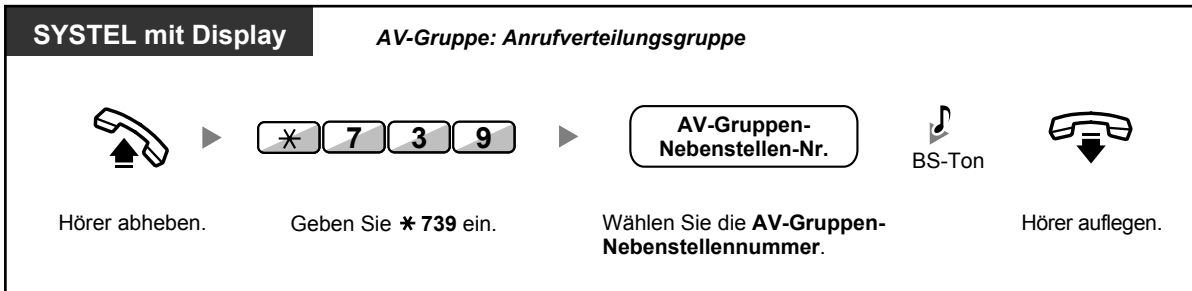 SYSTEL mit Display
AV-Gruppe: Anrufverteilungsgruppe
* 7 3 9
AV-Gruppen-
Nebenstellen-Nr.
BS-Ton
Hörer abheben.
Geben Sie * 739 ein.
Wählen Sie die AV-Gruppen-
Nebenstellennummer.
Hörer auflegen.